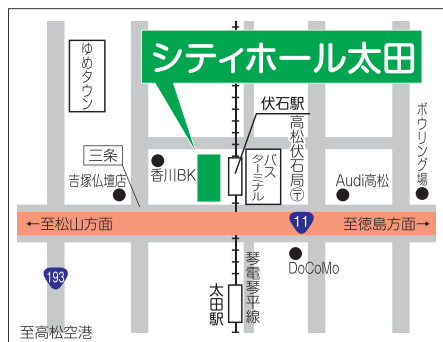 シティホール太田
ゆめタウン
伏石駅
高松伏石局
ボウリング場
三条
香川BK
バスターミナル
吉塚仏壇店
Audi高松
←至松山方面
11
至徳島方面→
193
琴電琴平線
DoCoMo
太田駅
至高松空港